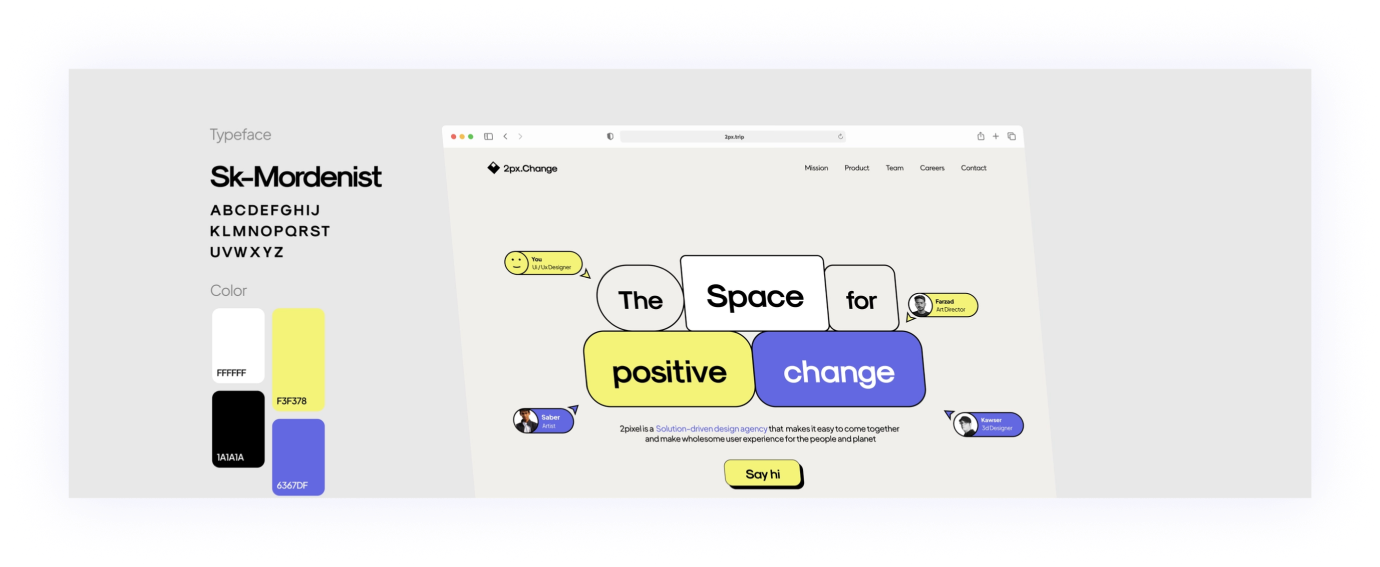 Typeface
Sk-Mordenist
ABCDEFGHIJ
KLMNOPQRST
UVWXYZ
Color
FFFFFF
F3F378
1A1A1A
6367DF
2px.trip
2px.Change
Mission Product Team Careers Contact
You
Ui/Ux Designer
The Space for
Farzad
Art Director
positive change
Saber
Artist
Kawser
3d Designer
2pixel is a Solution-driven design agency that makes it easy to come together
and make wholesome user experience for the people and planet
Say hi